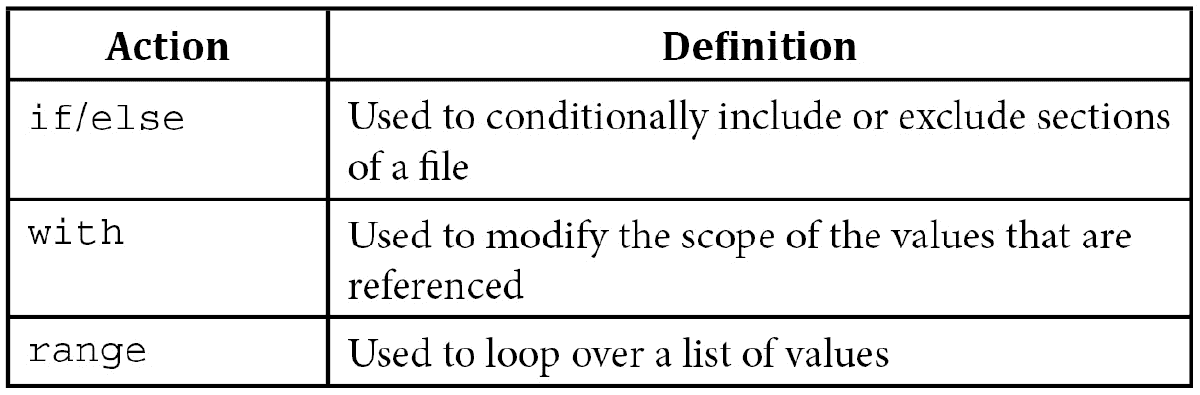 Action Definition
if/else Used to conditionally include or exclude sections
of a file
with Used to modify the scope of the values that are
referenced
range Used to loop over a list of values